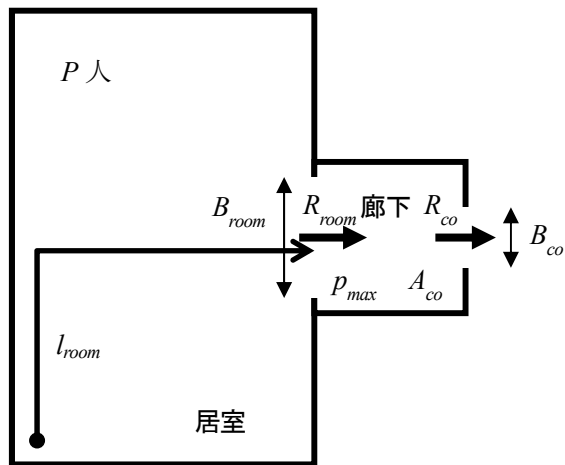 P 人
B_room R_room 廊下 R_co B_co
p_max A_co
l_room
居室